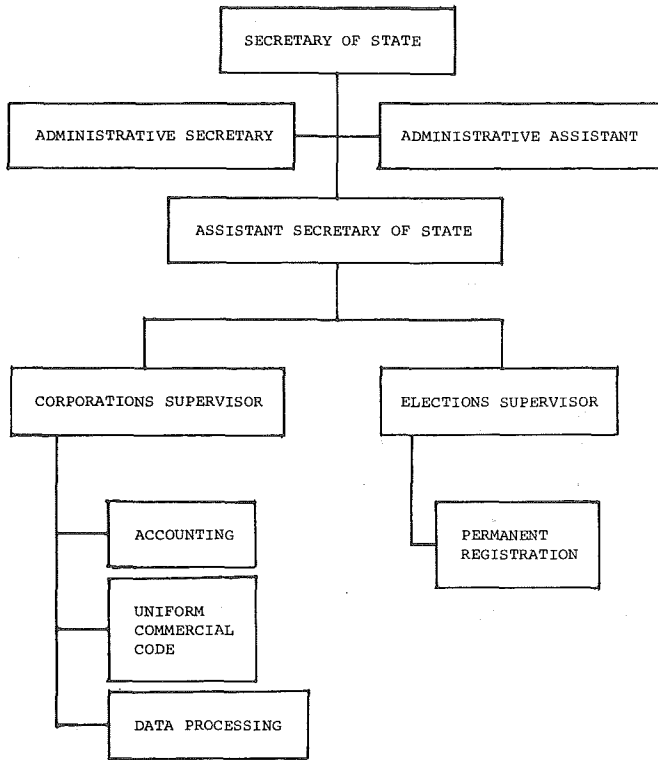 SECRETARY OF STATE
ADMINISTRATIVE SECRETARY
ADMINISTRATIVE ASSISTANT
ASSISTANT SECRETARY OF STATE
CORPORATIONS SUPERVISOR
ELECTIONS SUPERVISOR
ACCOUNTING
UNIFORM
COMMERCIAL
CODE
DATA PROCESSING
PERMANENT
REGISTRATION